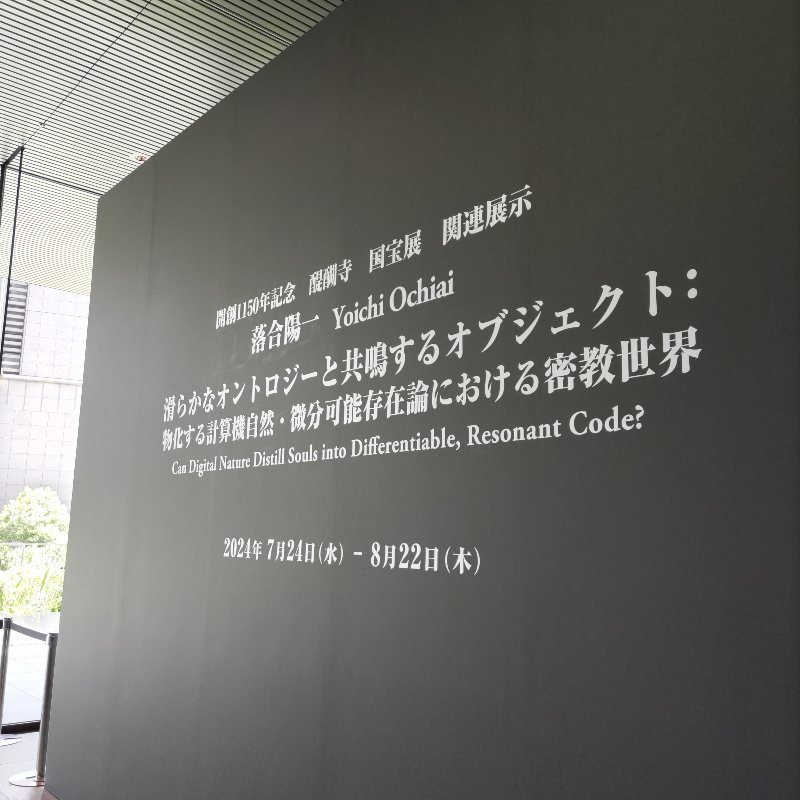 開創1150年記念　醍醐寺　国宝展　関連展示
落合陽一 Yoichi Ochiai
滑らかなオントロジーと共鳴するオブジェクト:
物化する計算機自然・微分可能存在論における密教世界
Can Digital Nature Distill Souls into Differentiable, Resonant Code?
2024年 7月24日(水) － 8月22日(木)